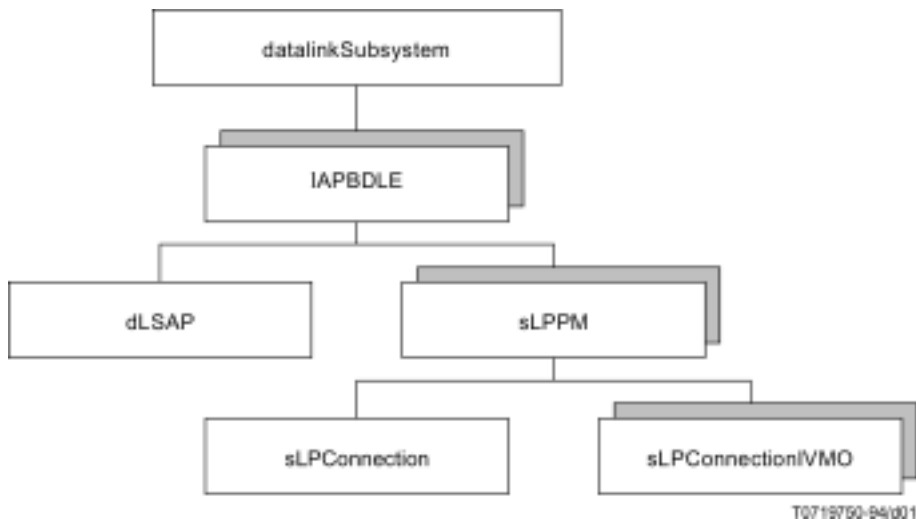 datalinkSubsystem
lAPBDLE
dLSAP
sLPPM
sLPConnection
sLPConnectionIVMO
T0719750-94/d01